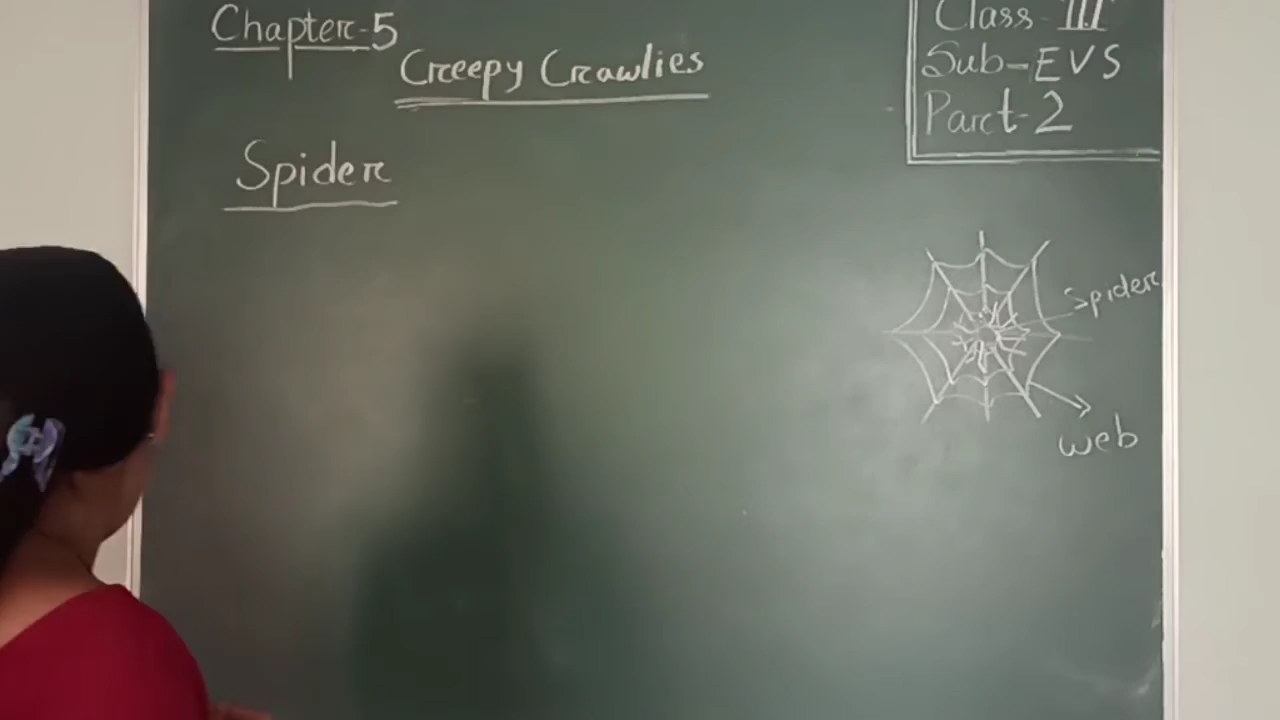 Chapter-5
Creepy Crawlies
Class-III
Sub-EVS
Part-2
Spider
Spider
web